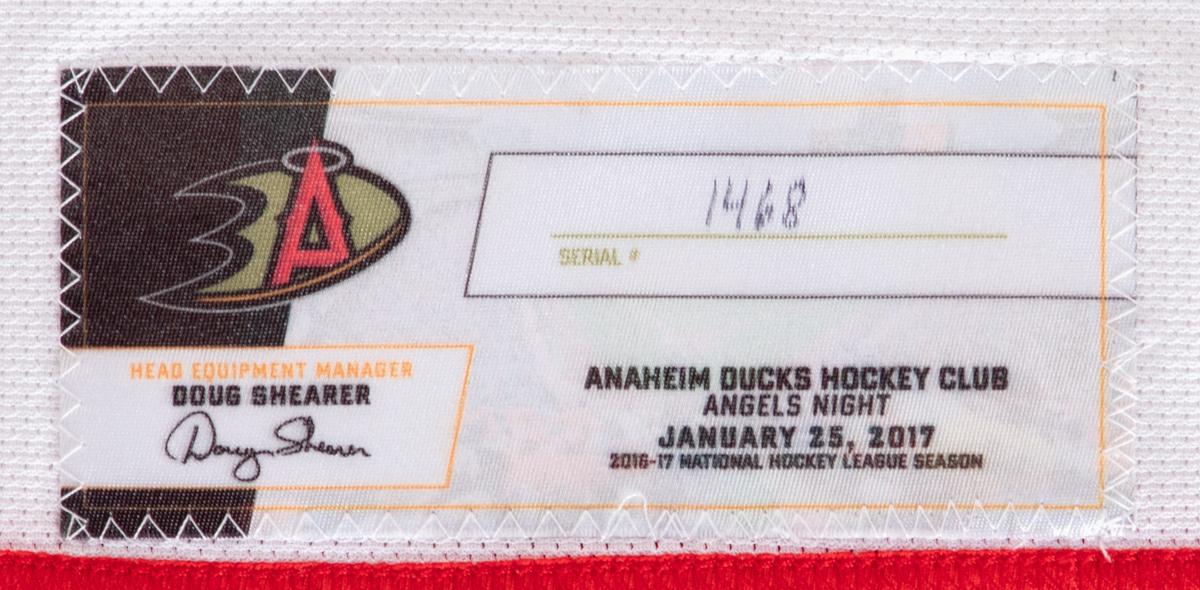 A
1468
SERIAL #
HEAD EQUIPMENT MANAGER
DOUG SHEARER
Doug Shearer
ANAHEIM DUCKS HOCKEY CLUB
ANGELS NIGHT
JANUARY 25, 2017
2016-17 NATIONAL HOCKEY LEAGUE SEASON